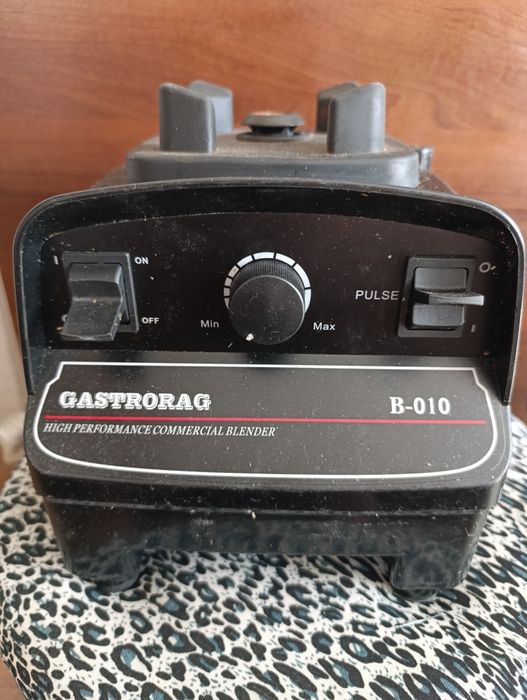 I ON
O OFF
Min Max
PULSE
O
I
GASTRORAG B-010
HIGH PERFORMANCE COMMERCIAL BLENDER